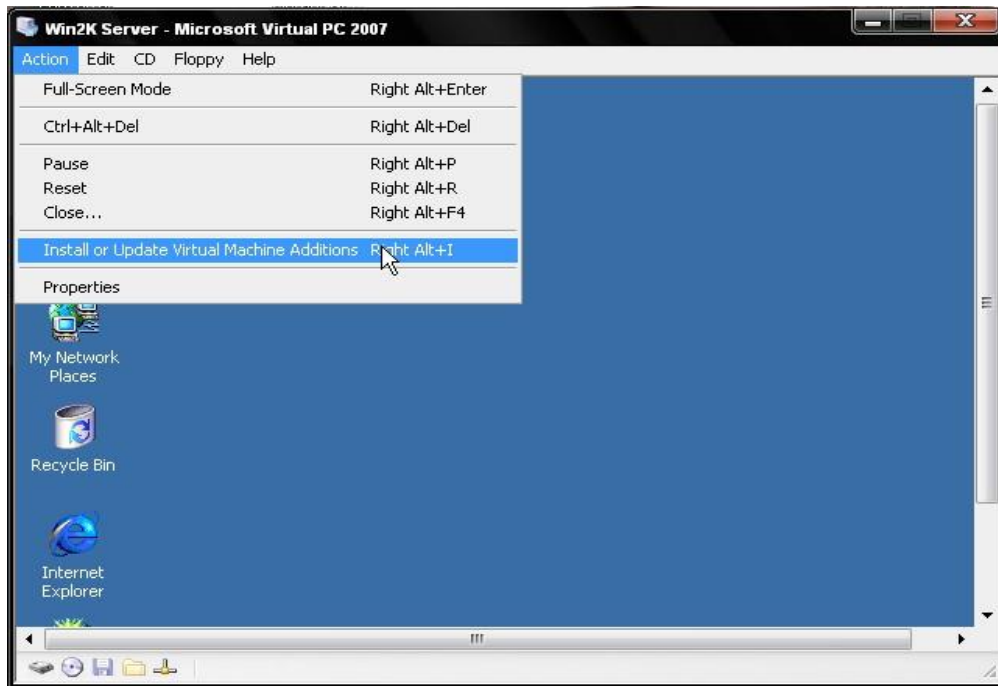 Win2K Server - Microsoft Virtual PC 2007
Action Edit CD Floppy Help
Full-Screen Mode Right Alt+Enter
Ctrl+Alt+Del Right Alt+Del
Pause Right Alt+P
Reset Right Alt+R
Close... Right Alt+F4
Install or Update Virtual Machine Additions Right Alt+I
Properties
My Network
Places
Recycle Bin
Internet
Explorer